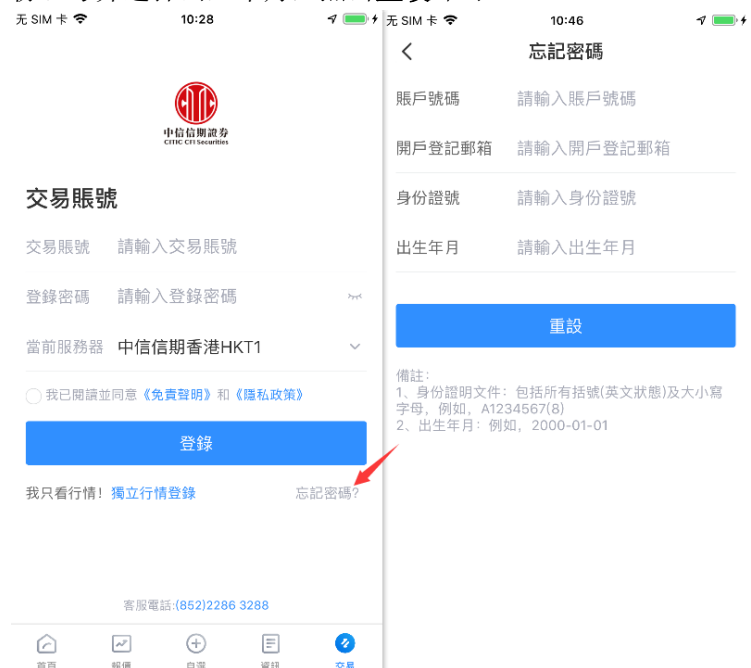 无 SIM 卡
10:28
中信信期證券
CITIC CFI Securities
交易賬號
交易賬號 請輸入交易賬號
登錄密碼 請輸入登錄密碼
當前服務器 中信信期香港HKT1
我已閱讀並同意《免責聲明》和《隱私政策》
登錄
我只看行情！獨立行情登錄 忘記密碼?
客服電話:(852)2286 3288
首頁 報價 自選 資訊 交易
无 SIM 卡
10:46
忘記密碼
賬戶號碼 請輸入賬戶號碼
開戶登記郵箱 請輸入開戶登記郵箱
身份證號 請輸入身份證號
出生年月 請輸入出生年月
重設
備註：
1、身份證明文件：包括所有括號(英文狀態)及大小寫
字母，例如，A1234567(8)
2、出生年月：例如，2000-01-01